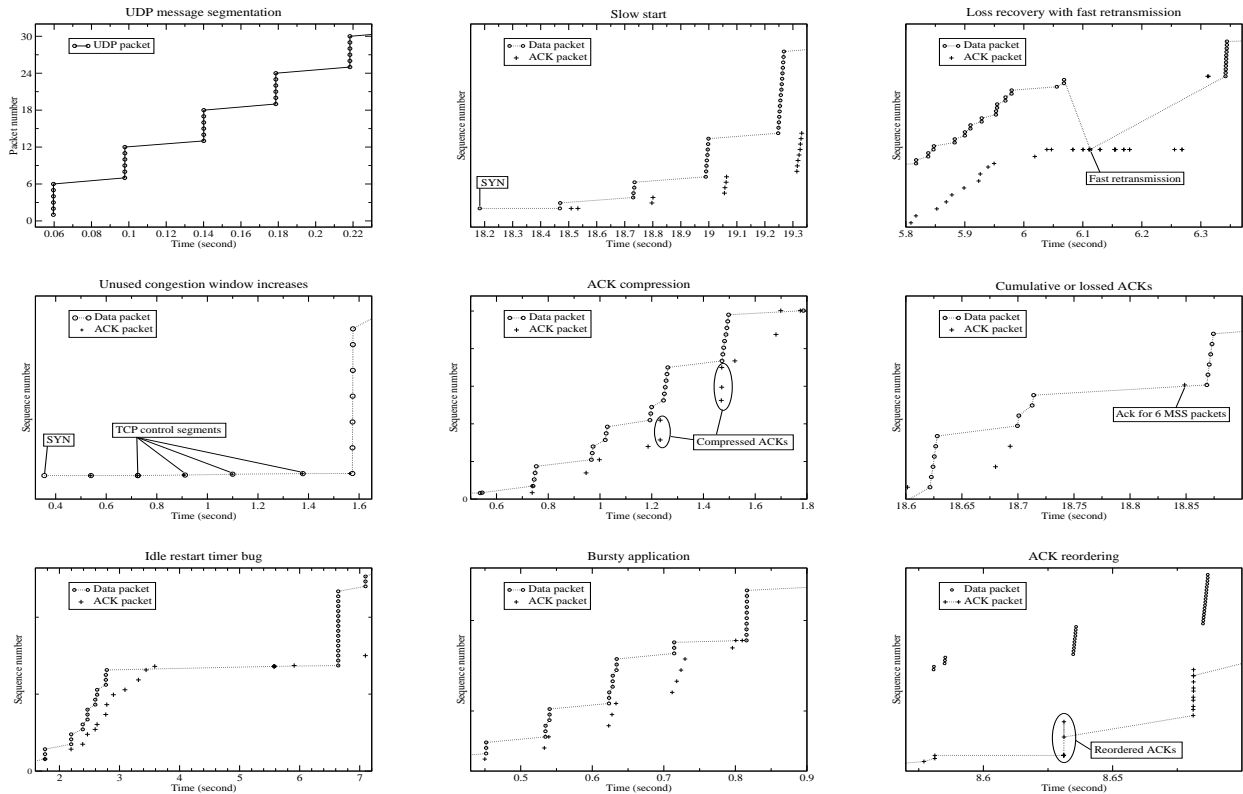 UDP message segmentation
UDP packet
Packet number
30
24
18
12
6
0
0.06 0.08 0.1 0.12 0.14 0.16 0.18 0.2 0.22
Time (second)
Slow start
Data packet
ACK packet
Sequence number
SYN
18.2 18.3 18.4 18.5 18.6 18.7 18.8 18.9 19 19.1 19.2 19.3
Time (second)
Loss recovery with fast retransmission
Data packet
ACK packet
Sequence number
Fast retransmission
5.8 5.9 6 6.1 6.2 6.3
Time (second)
Unused congestion window increases
Data packet
ACK packet
Sequence number
SYN
TCP control segments
0.4 0.6 0.8 1 1.2 1.4 1.6
Time (second)
ACK compression
Data packet
ACK packet
Sequence number
Compressed ACKs
0
0.6 0.8 1 1.2 1.4 1.6 1.8
Time (second)
Cumulative or lossed ACKs
Data packet
ACK packet
Sequence number
Ack for 6 MSS packets
18.6 18.65 18.7 18.75 18.8 18.85
Time (second)
Idle restart timer bug
Data packet
ACK packet
Sequence number
0
2 3 4 5 6 7
Time (second)
Bursty application
Data packet
ACK packet
Sequence number
0.5 0.6 0.7 0.8 0.9
Time (second)
ACK reordering
Data packet
ACK packet
Sequence number
Reordered ACKs
8.6 8.65
Time (second)